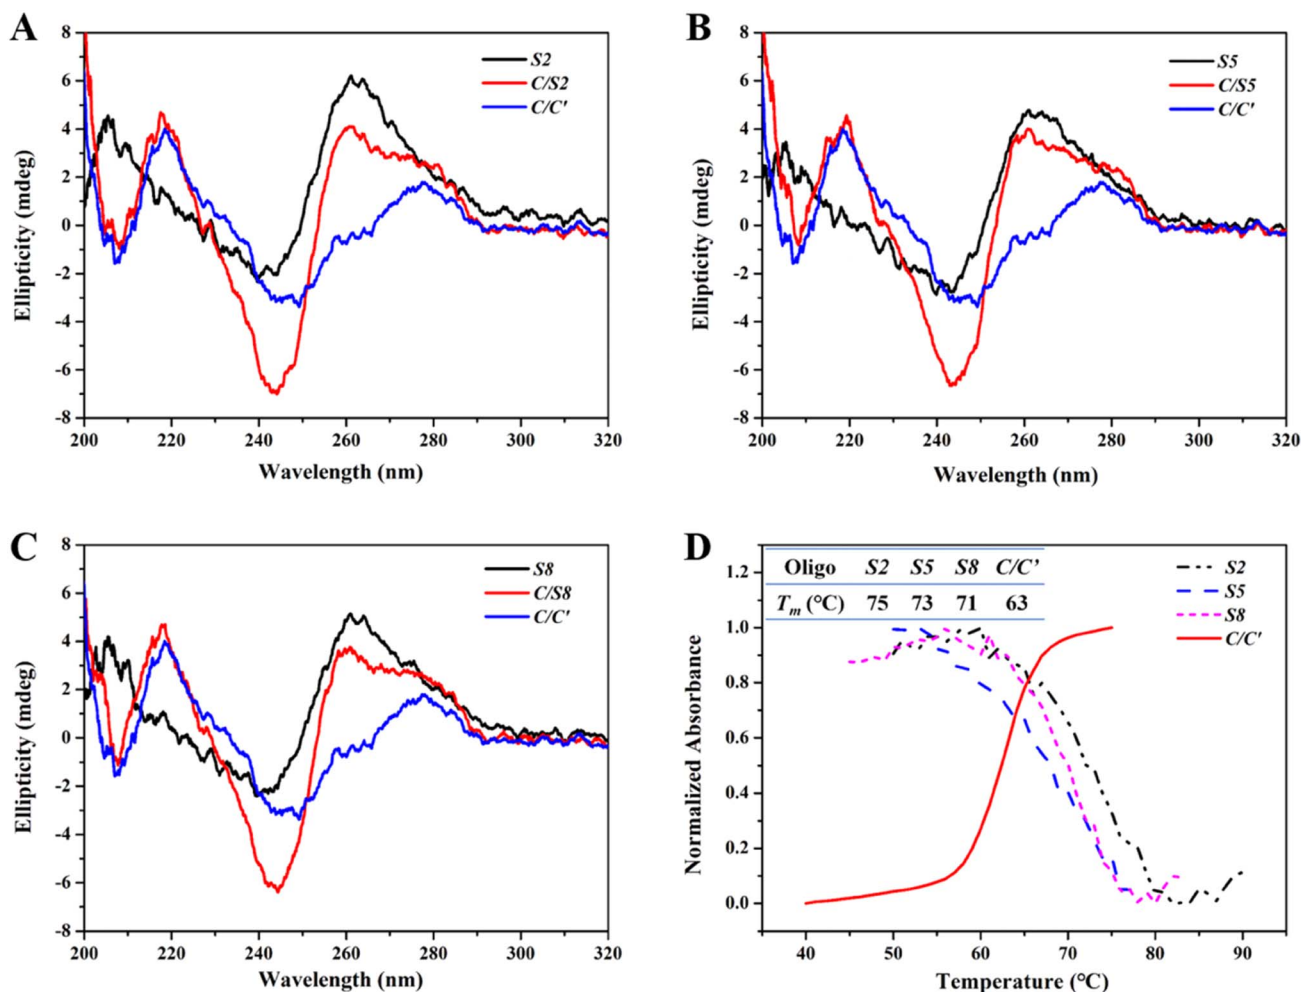 A
8
6
4
2
0
-2
-4
-6
-8
Ellipticity (mdeg)
S2
C/S2
C/C'
200 220 240 260 280 300 320
Wavelength (nm)
B
8
6
4
2
0
-2
-4
-6
-8
Ellipticity (mdeg)
S5
C/S5
C/C'
200 220 240 260 280 300 320
Wavelength (nm)
C
8
6
4
2
0
-2
-4
-6
-8
Ellipticity (mdeg)
S8
C/S8
C/C'
200 220 240 260 280 300 320
Wavelength (nm)
D
1.2
1.0
0.8
0.6
0.4
0.2
0.0
Normalized Absorbance
Oligo S2 S5 S8 C/C'
Tm (°C) 75 73 71 63
S2
S5
S8
C/C'
40 50 60 70 80 90
Temperature (°C)